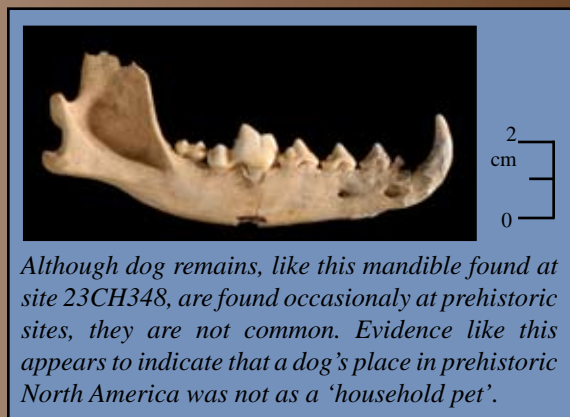 2
cm
0
Although dog remains, like this mandible found at
site 23CH348, are found occasionaly at prehistoric
sites, they are not common. Evidence like this
appears to indicate that a dog's place in prehistoric
North America was not as a 'household pet'.